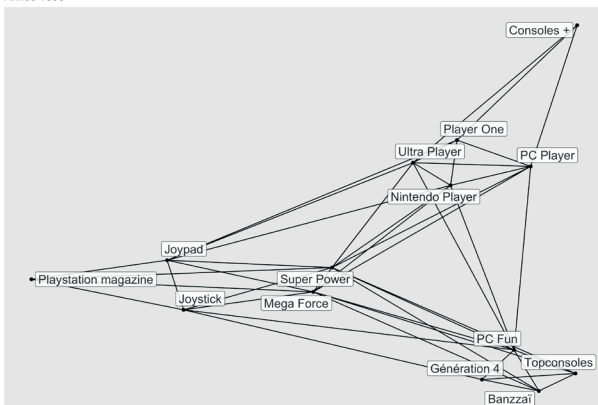 Consoles +
Player One
Ultra Player
PC Player
Nintendo Player
Joypad
Playstation magazine
Super Power
Joystick
Mega Force
PC Fun
Génération 4
Topconsoles
Banzzaï